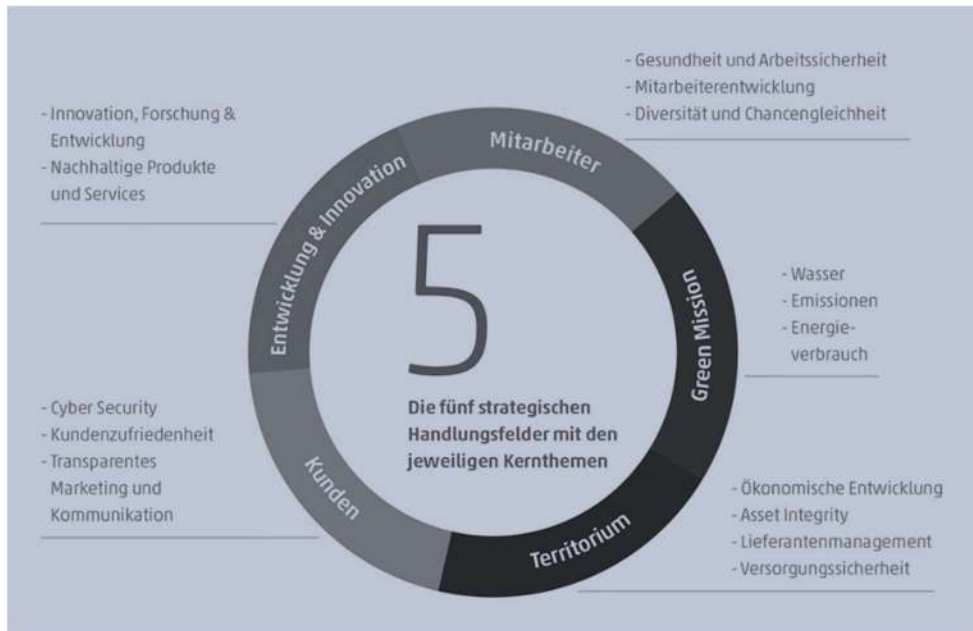 - Gesundheit und Arbeitssicherheit
- Mitarbeiterentwicklung
- Diversität und Chancengleichheit
- Innovation, Forschung &
Entwicklung
- Nachhaltige Produkte
und Services
Mitarbeiter
Entwicklung & Innovation
5
Die fünf strategischen
Handlungsfelder mit den
jeweiligen Kernthemen
Green Mission
- Wasser
- Emissionen
- Energie-
verbrauch
- Cyber Security
- Kundenzufriedenheit
- Transparentes
Marketing und
Kommunikation
Kunden
Territorium
- Ökonomische Entwicklung
- Asset Integrity
- Lieferantenmanagement
- Versorgungssicherheit